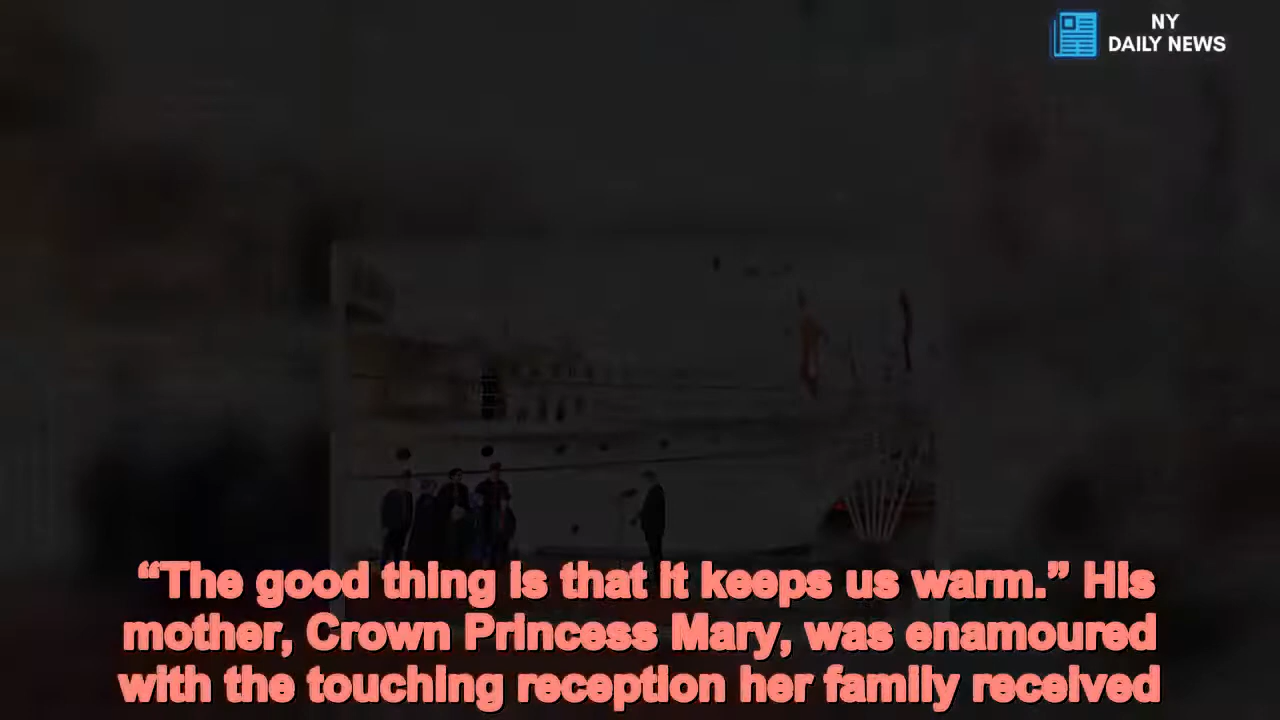 NY
DAILY NEWS
“The good thing is that it keeps us warm.” His
mother, Crown Princess Mary, was enamoured
with the touching reception her family received